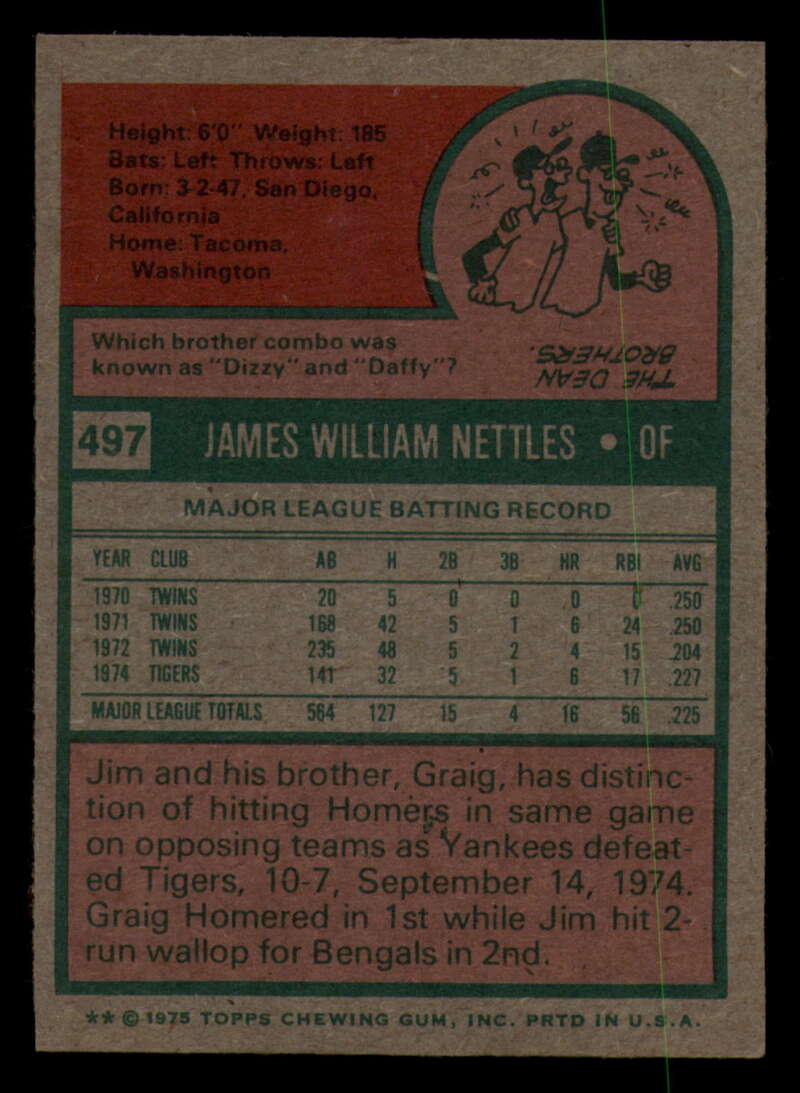 Height: 6'0" Weight: 185
Bats: Left Throws: Left
Born: 3-2-47, San Diego,
California
Home: Tacoma,
Washington
Which brother combo was
known as "Dizzy" and "Daffy"?
THE DEAN
BROTHERS.
497 JAMES WILLIAM NETTLES • OF
MAJOR LEAGUE BATTING RECORD
YEAR CLUB AB H 2B 3B HR RBI AVG
1970 TWINS 20 5 0 0 0 0 .250
1971 TWINS 168 42 5 1 6 24 .250
1972 TWINS 235 48 5 2 4 15 .204
1974 TIGERS 141 32 5 1 6 17 .227
MAJOR LEAGUE TOTALS 564 127 15 4 16 56 .225
Jim and his brother, Graig, has distinc-
tion of hitting Homers in same game
on opposing teams as Yankees defeat-
ed Tigers, 10-7, September 14, 1974.
Graig Homered in 1st while Jim hit 2-
run wallop for Bengals in 2nd.
** © 1975 TOPPS CHEWING GUM, INC. PRTD IN U.S.A.